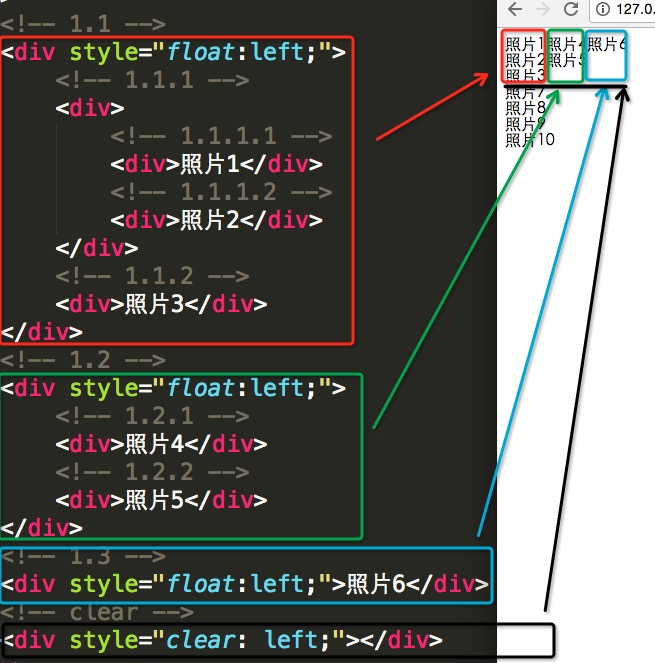 <!-- 1.1 -->
<div style="float:left;">
<!-- 1.1.1 -->
<div>
<!-- 1.1.1.1 -->
<div>照片1</div>
<!-- 1.1.1.2 -->
<div>照片2</div>
</div>
<!-- 1.1.2 -->
<div>照片3</div>
</div>
<!-- 1.2 -->
<div style="float:left;">
<!-- 1.2.1 -->
<div>照片4</div>
<!-- 1.2.2 -->
<div>照片5</div>
</div>
<!-- 1.3 -->
<div style="float:left;">照片6</div>
<!-- clear -->
<div style="clear: left;"></div>
127.0.
照片1照片4照片6
照片2照片5
照片3
照片7
照片8
照片9
照片10